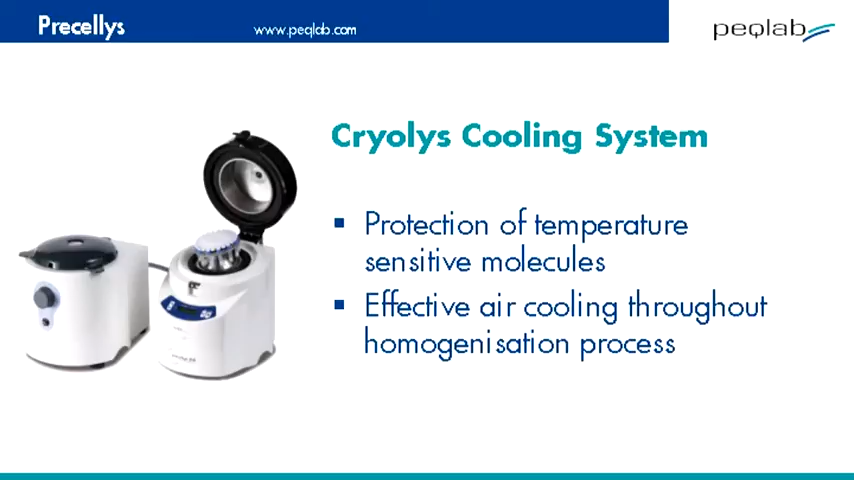 Precellys
www.peqlab.com
peqlab
Cryolys Cooling System
▪ Protection of temperature
sensitive molecules
▪ Effective air cooling throughout
homogenisation process